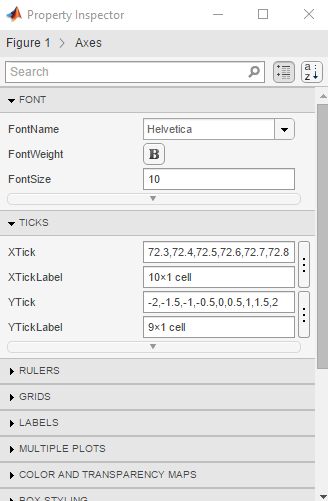 Property Inspector
Figure 1 > Axes
Search
FONT
FontName Helvetica
FontWeight B
FontSize 10
TICKS
XTick 72.3,72.4,72.5,72.6,72.7,72.8
XTickLabel 10×1 cell
YTick -2,-1.5,-1,-0.5,0,0.5,1,1.5,2
YTickLabel 9×1 cell
RULERS
GRIDS
LABELS
MULTIPLE PLOTS
COLOR AND TRANSPARENCY MAPS
BOX STYLING